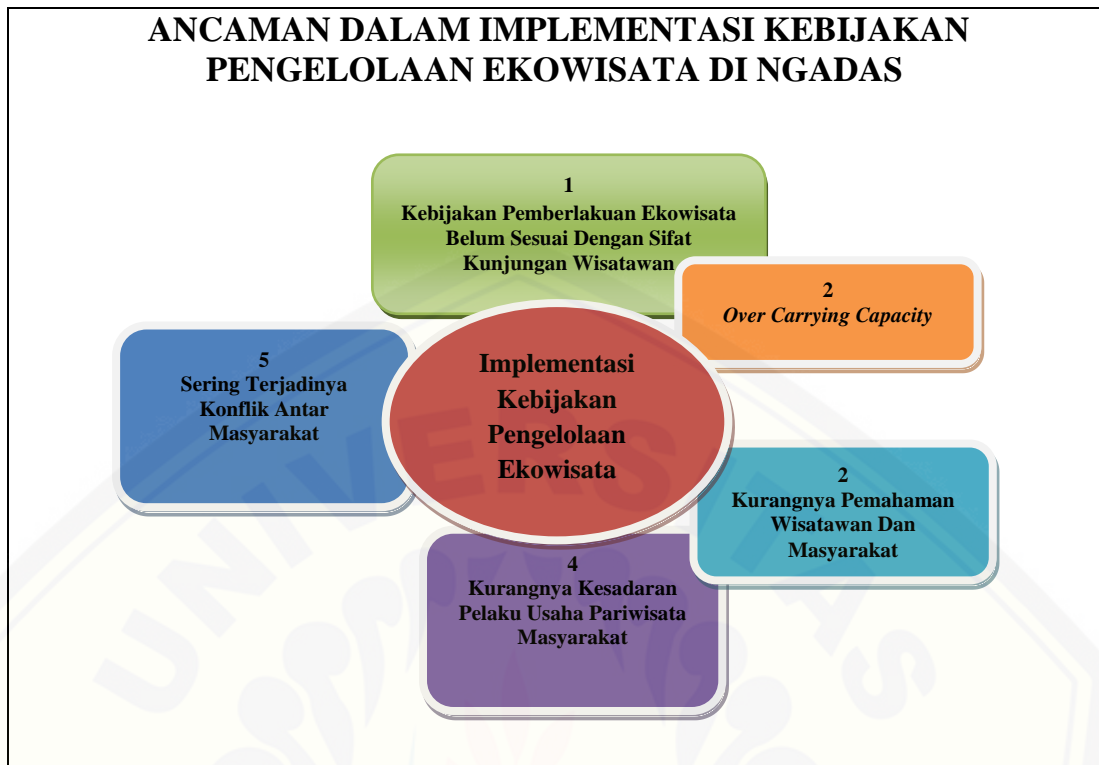 ANCAMAN DALAM IMPLEMENTASI KEBIJAKAN
PENGELOLAAN EKOWISATA DI NGADAS
1
Kebijakan Pemberlakuan Ekowisata
Belum Sesuai Dengan Sifat
Kunjungan Wisatawan
2
Over Carrying Capacity
5
Sering Terjadinya
Konflik Antar
Masyarakat
Implementasi
Kebijakan
Pengelolaan
Ekowisata
2
Kurangnya Pemahaman
Wisatawan Dan
Masyarakat
4
Kurangnya Kesadaran
Pelaku Usaha Pariwisata
Masyarakat
UNIVERSITAS